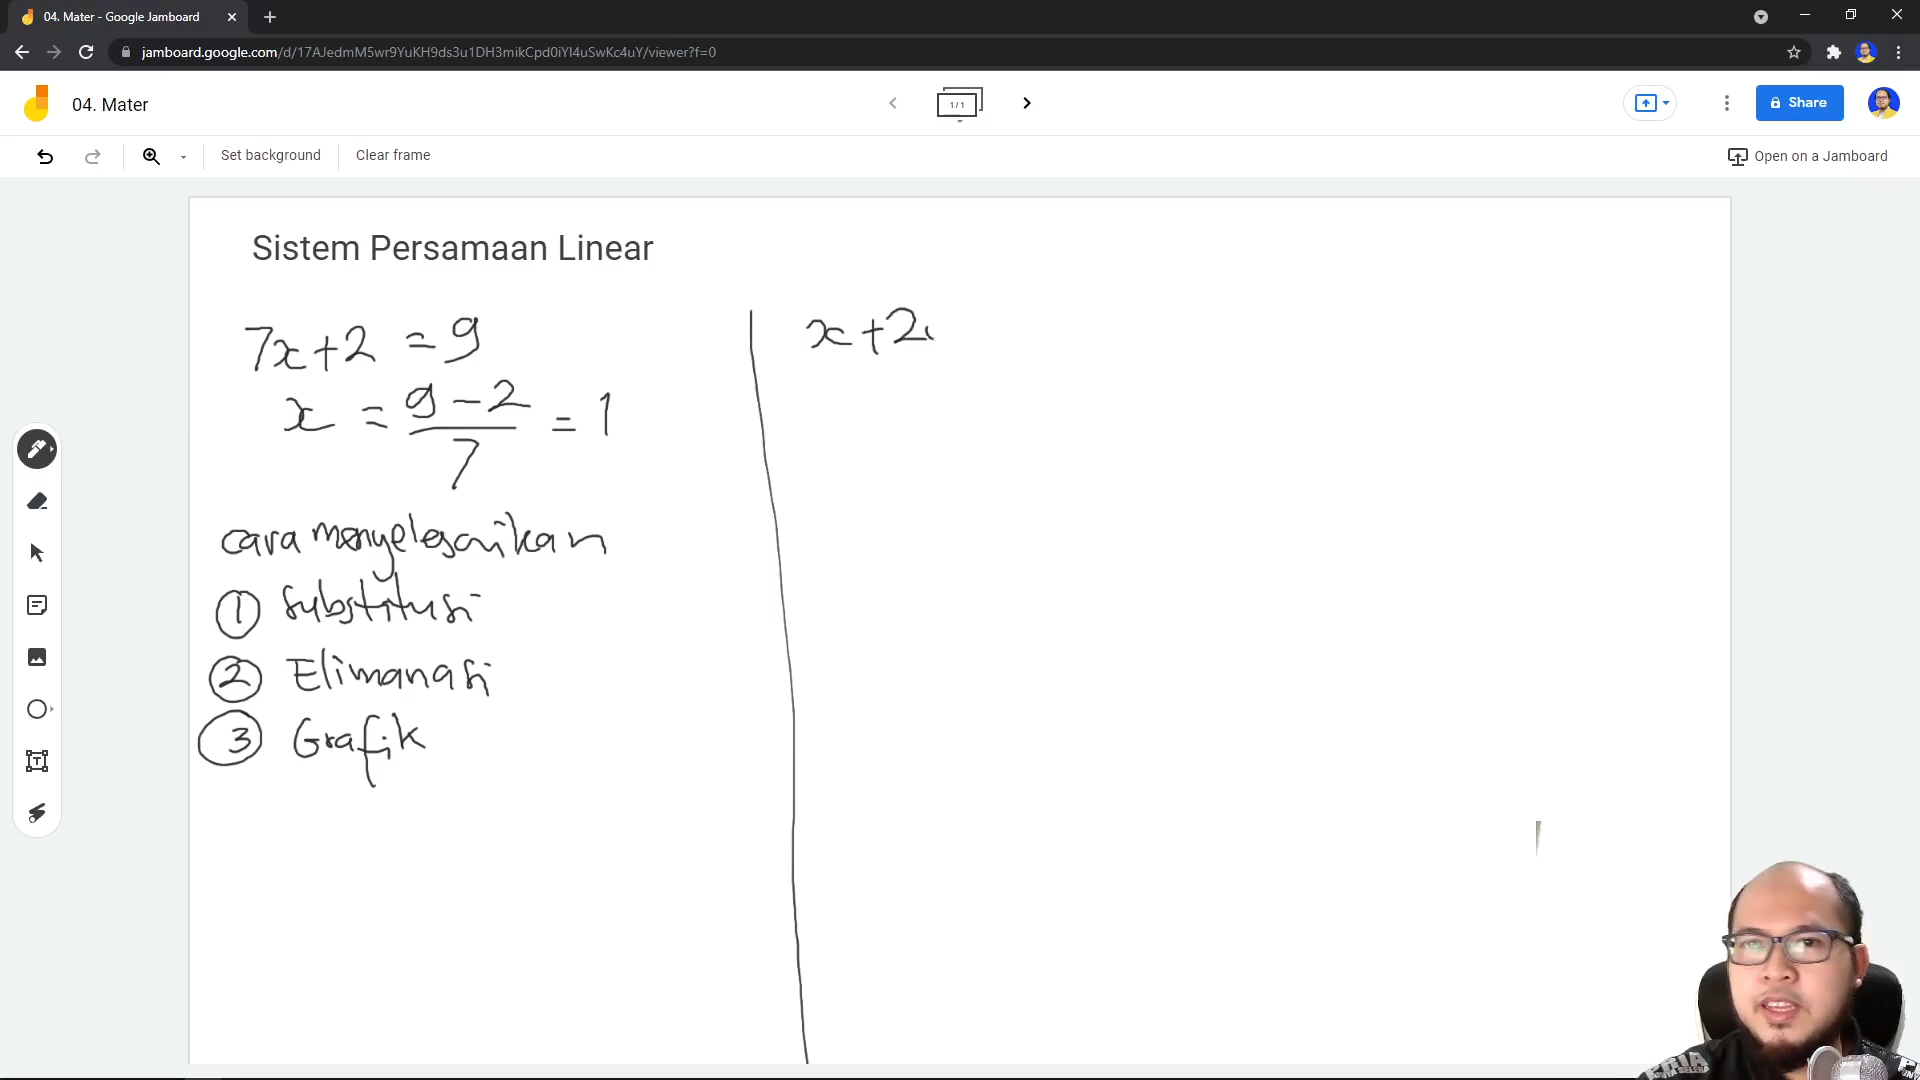 04. Mater - Google Jamboard
jamboard.google.com/d/17AJedmM5wr9YuKH9ds3u1DH3mikCpd0iYI4uSwKc4uY/viewer?f=0
04. Mater
1 / 1
Share
Set background
Clear frame
Open on a Jamboard
Sistem Persamaan Linear
7x+2 = 9
x = 9-2/7 = 1
cara menyelesaikan
① Substitusi
② Elimanasi
③ Grafik
x+2